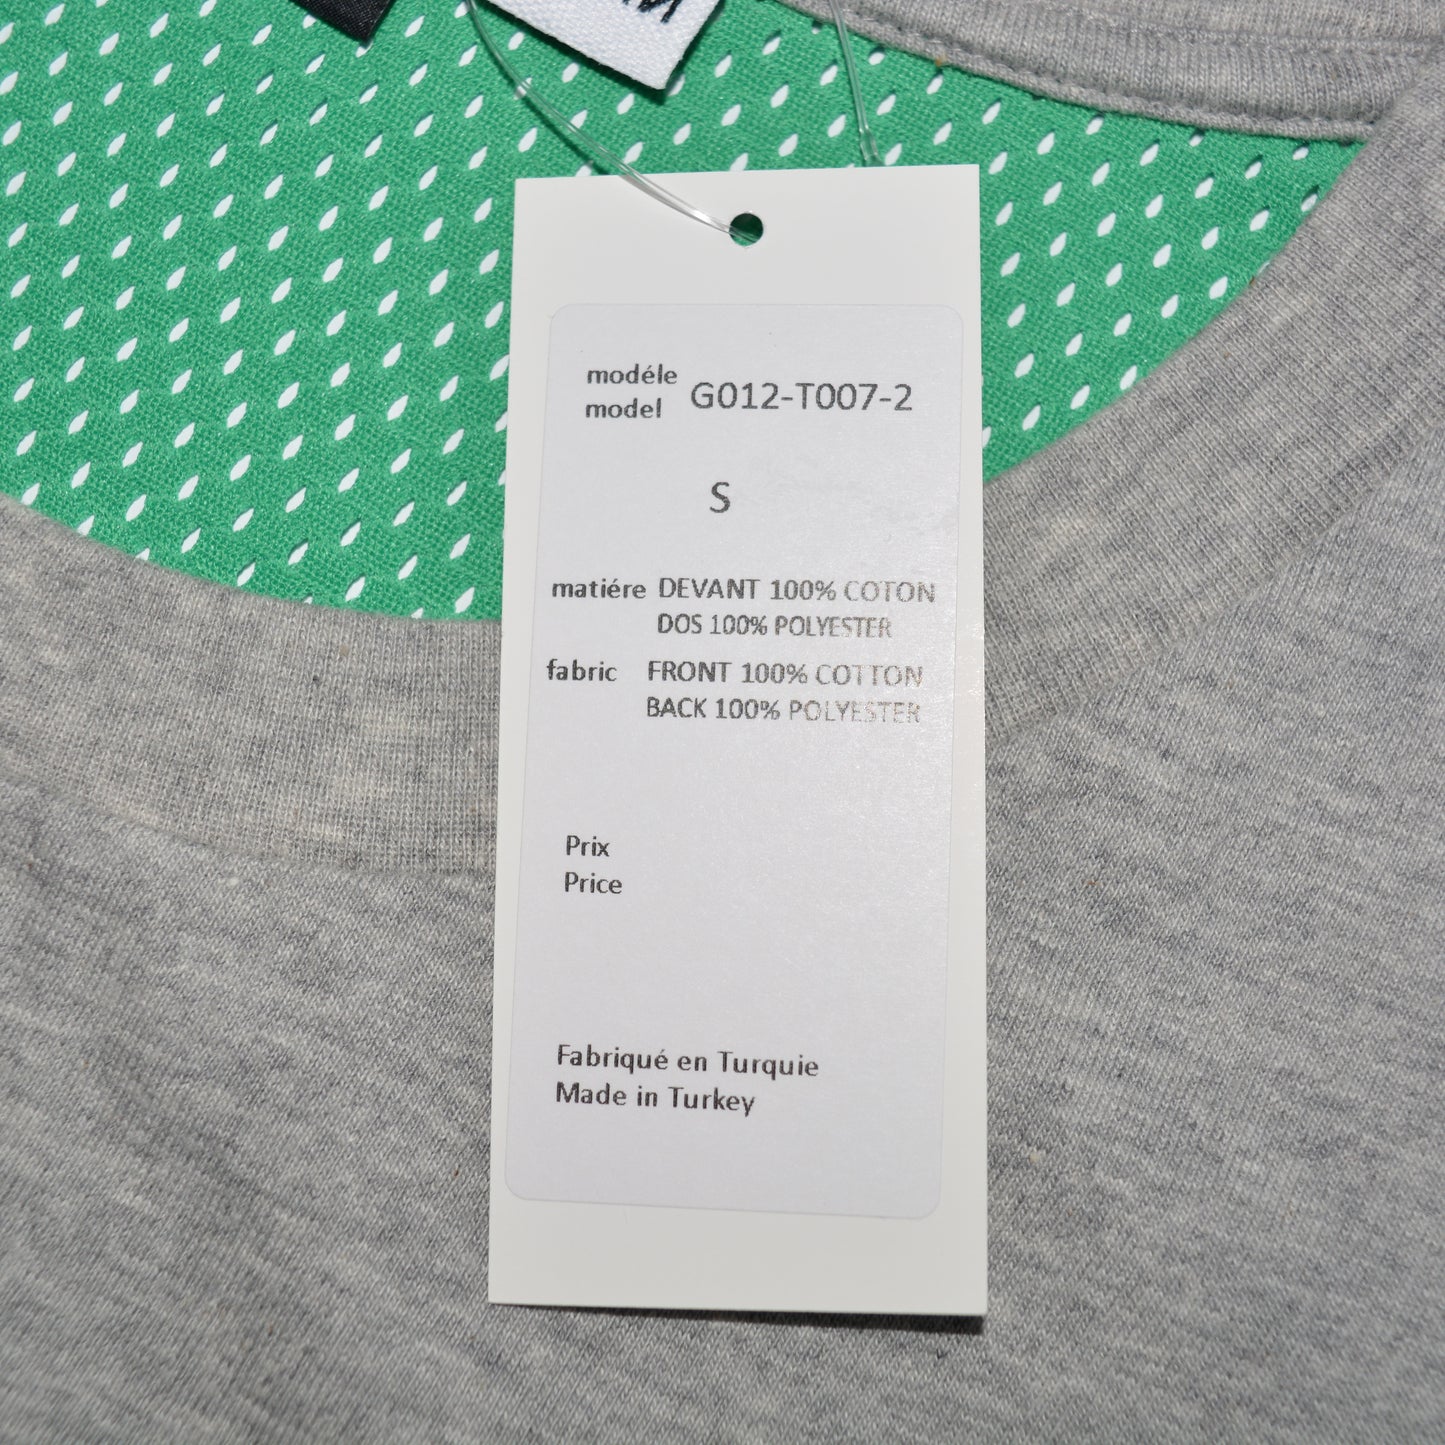 modéle
model G012-T007-2
S
matiére DEVANT 100% COTON
DOS 100% POLYESTER
fabric FRONT 100% COTTON
BACK 100% POLYESTER
Prix
Price
Fabriqué en Turquie
Made in Turkey